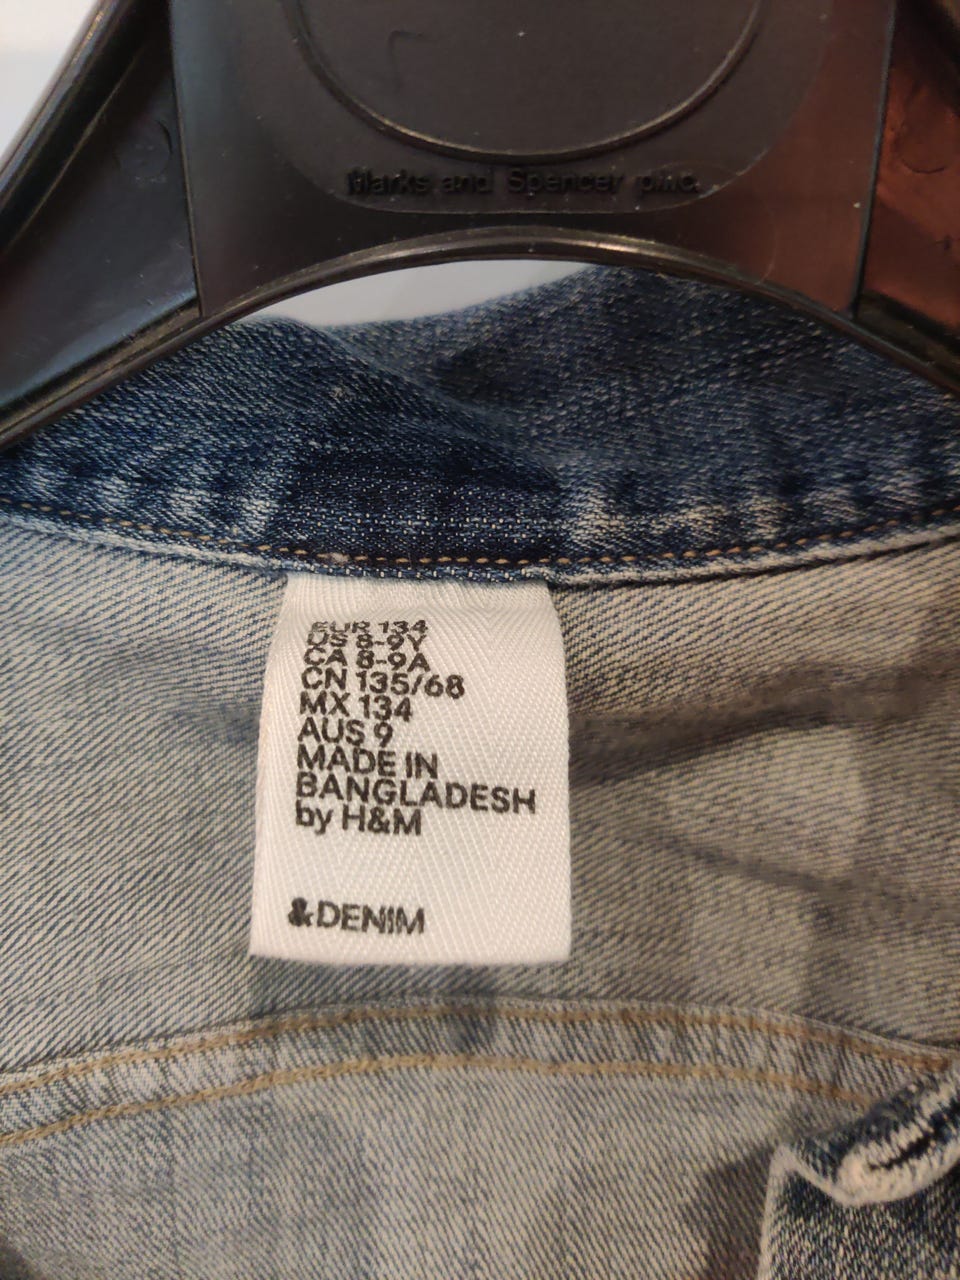 Marks and Spencer p.l.c.
EUR 134
US 8-9Y
CA 8-9A
CN 135/68
MX 134
AUS 9
MADE IN
BANGLADESH
by H&M
&DENIM